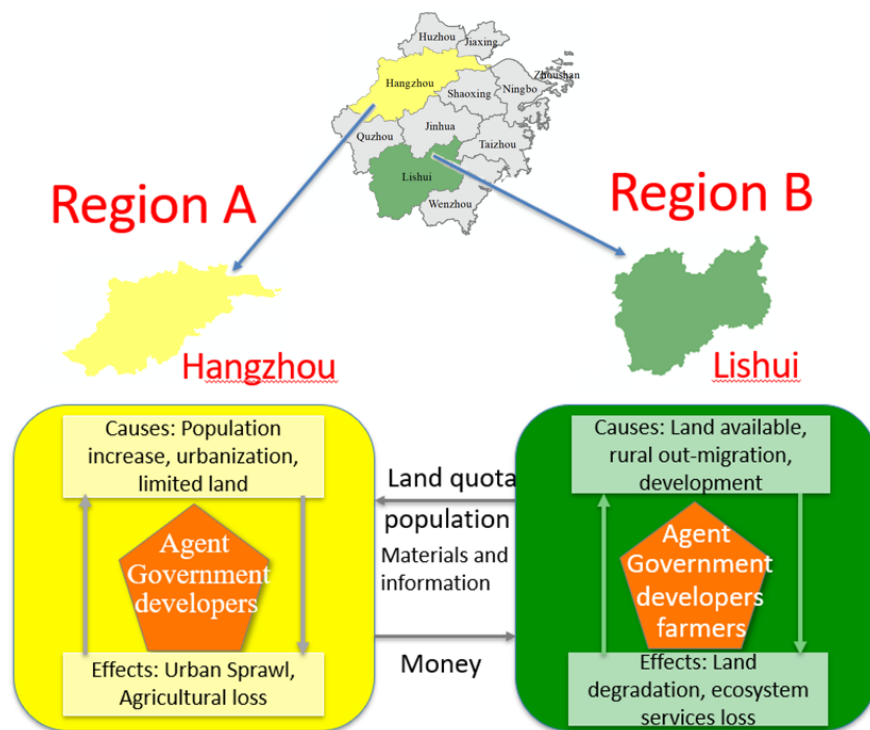 Huzhou
Jiaxing
Hangzhou
Zhoushan
Shaoxing
Ningbo
Quzhou
Jinhua
Taizhou
Lishui
Wenzhou
Region A
Region B
Hangzhou
Lishui
Causes: Population
increase, urbanization,
limited land
Agent
Government
developers
Effects: Urban Sprawl,
Agricultural loss
Land quota
population
Materials and
information
Money
Causes: Land available,
rural out-migration,
development
Agent
Government
developers
farmers
Effects: Land
degradation, ecosystem
services loss